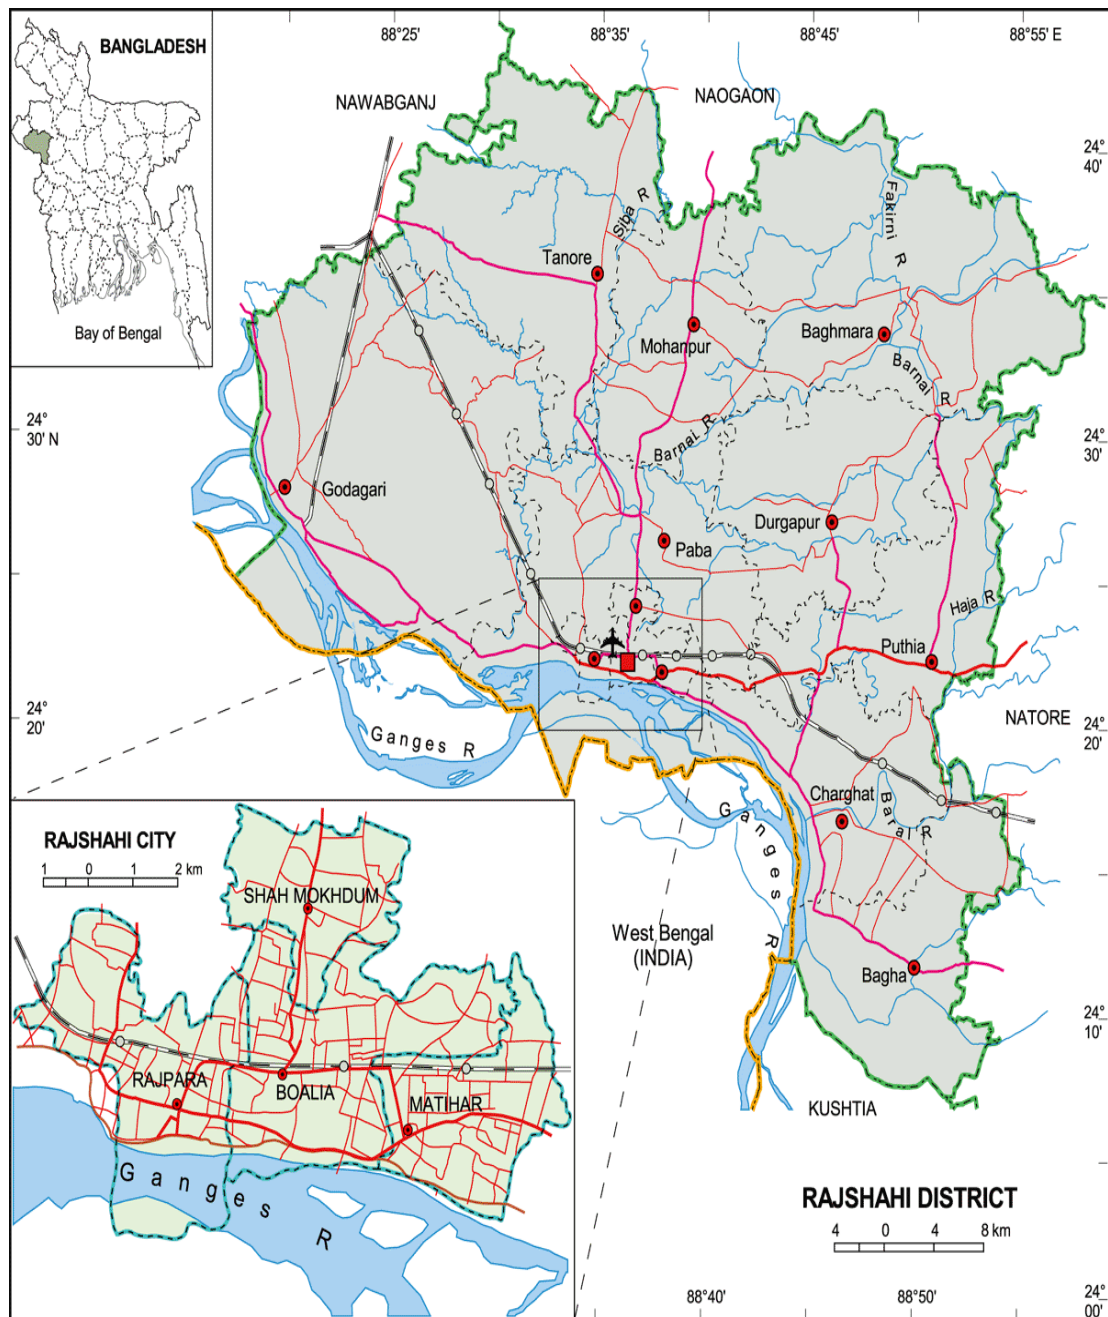 88°25'
88°35'
88°45'
88°55' E
BANGLADESH
Bay of Bengal
NAWABGANJ
NAOGAON
24°
40'
Siba R
Fakirni R
Tanore
Mohanpur
Baghmara
Barnai R
24°
30' N
24°
30'
Barnai R
Godagari
Durgapur
Paba
Haja R
Puthia
24°
20'
Ganges R
NATORE
24°
20'
Charghat
Baral R
Ganges R
RAJSHAHI CITY
1 0 1 2 km
SHAH MOKHDUM
RAJPARA
BOALIA
MATIHAR
Ganges R
West Bengal
(INDIA)
Bagha
24°
10'
KUSHTIA
RAJSHAHI DISTRICT
4 0 4 8 km
88°40'
88°50'
24°
00'